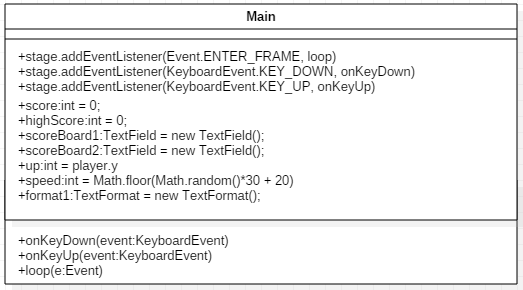 Main
+stage.addEventListener(Event.ENTER_FRAME, loop)
+stage.addEventListener(KeyboardEvent.KEY_DOWN, onKeyDown)
+stage.addEventListener(KeyboardEvent.KEY_UP, onKeyUp)
+score:int = 0;
+highScore:int = 0;
+scoreBoard1:TextField = new TextField();
+scoreBoard2:TextField = new TextField();
+up:int = player.y
+speed:int = Math.floor(Math.random()*30 + 20)
+format1:TextFormat = new TextFormat();
+onKeyDown(event:KeyboardEvent)
+onKeyUp(event:KeyboardEvent)
+loop(e:Event)